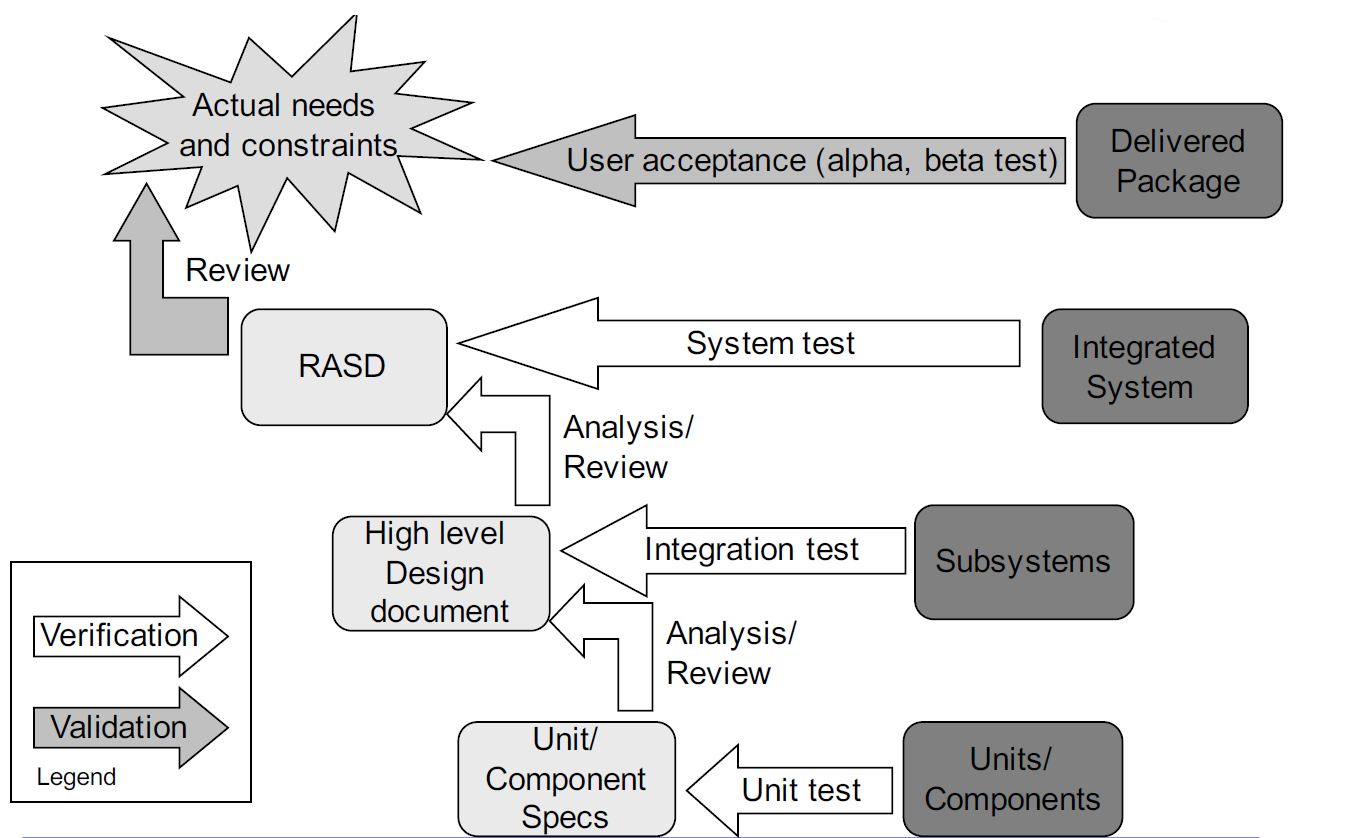 Actual needs
and constraints
User acceptance (alpha, beta test)
Delivered
Package
Review
RASD
System test
Integrated
System
Analysis/
Review
High level
Design
document
Integration test
Subsystems
Analysis/
Review
Verification
Validation
Legend
Unit/
Component
Specs
Unit test
Units/
Components